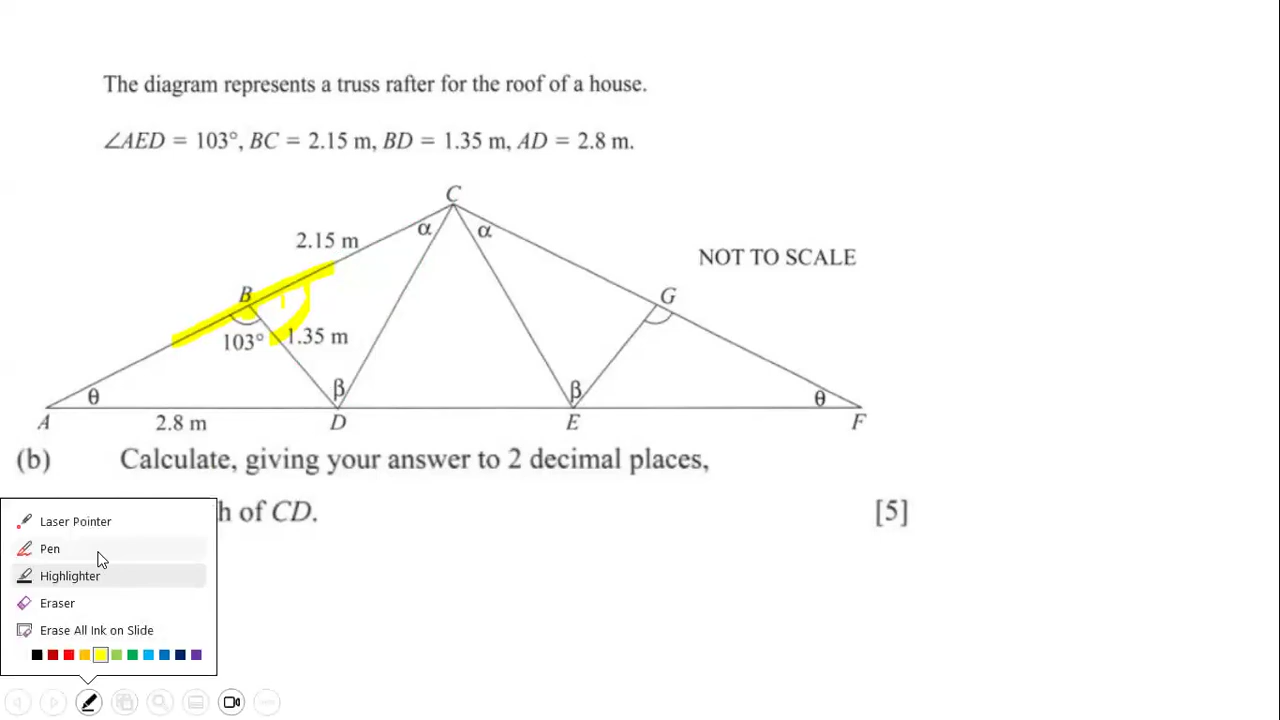 The diagram represents a truss rafter for the roof of a house.
∠AED = 103°, BC = 2.15 m, BD = 1.35 m, AD = 2.8 m.
C
α α
2.15 m
NOT TO SCALE
B G
103° 1.35 m
θ β β θ
A 2.8 m D E F
(b) Calculate, giving your answer to 2 decimal places,
h of CD. [5]
Laser Pointer
Pen
Highlighter
Eraser
Erase All Ink on Slide